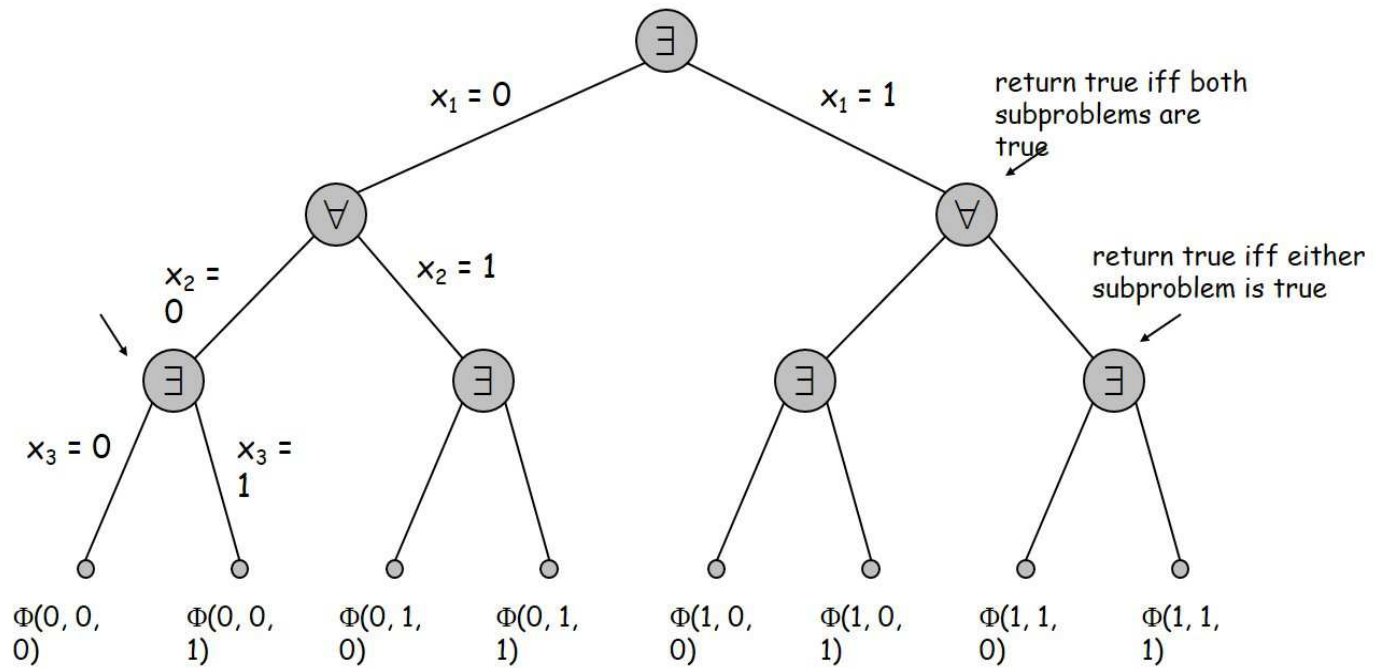 ∃
x₁ = 0
x₁ = 1
return true iff both
subproblems are
true
∀
∀
x₂ =
0
x₂ = 1
return true iff either
subproblem is true
∃
∃
∃
∃
x₃ = 0
x₃ =
1
Φ(0, 0,
0)
Φ(0, 0,
1)
Φ(0, 1,
0)
Φ(0, 1,
1)
Φ(1, 0,
0)
Φ(1, 0,
1)
Φ(1, 1,
0)
Φ(1, 1,
1)